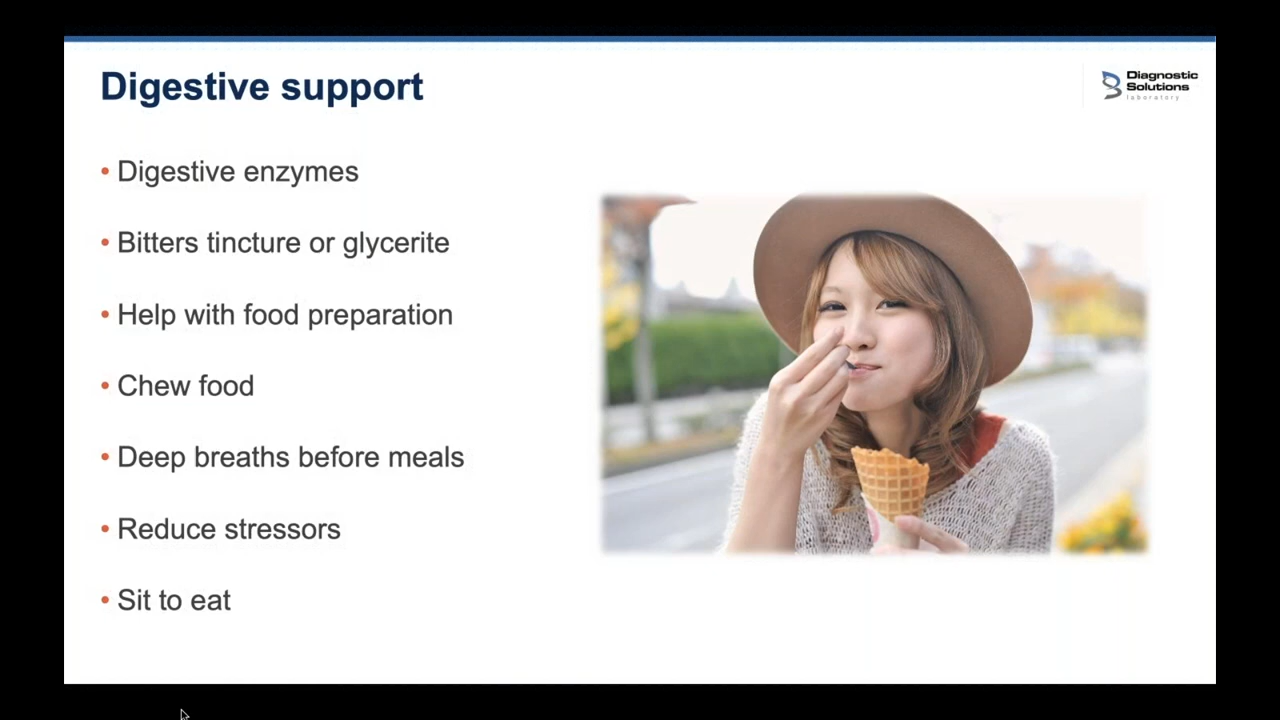 Digestive support
Diagnostic
Solutions
laboratory
• Digestive enzymes
• Bitters tincture or glycerite
• Help with food preparation
• Chew food
• Deep breaths before meals
• Reduce stressors
• Sit to eat